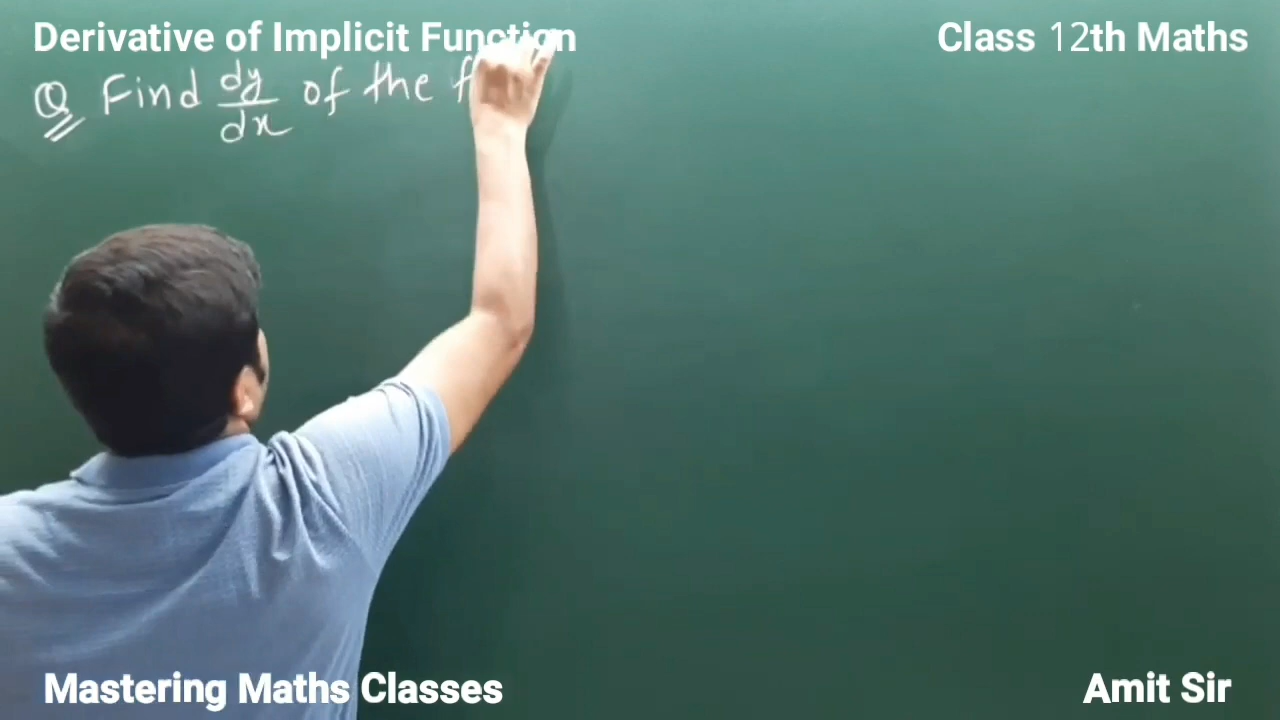 Derivative of Implicit Function
Class 12th Maths
Q Find dy/dx of the f
Mastering Maths Classes
Amit Sir